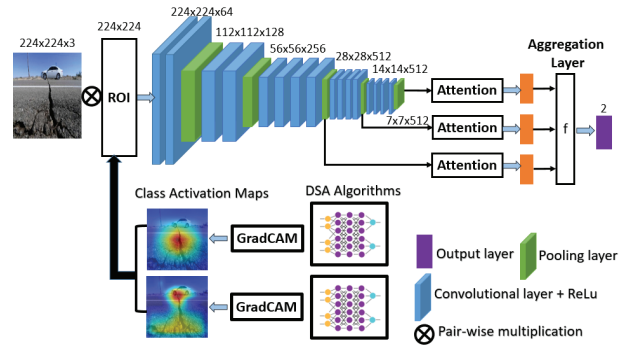 224x224x64
224x224
112x112x128
224x224x3
56x56x256
28x28x512
14x14x512
7x7x512
ROI
Attention
Attention
Attention
Aggregation
Layer
f
2
Class Activation Maps
DSA Algorithms
GradCAM
GradCAM
Output layer
Pooling layer
Convolutional layer + ReLu
Pair-wise multiplication